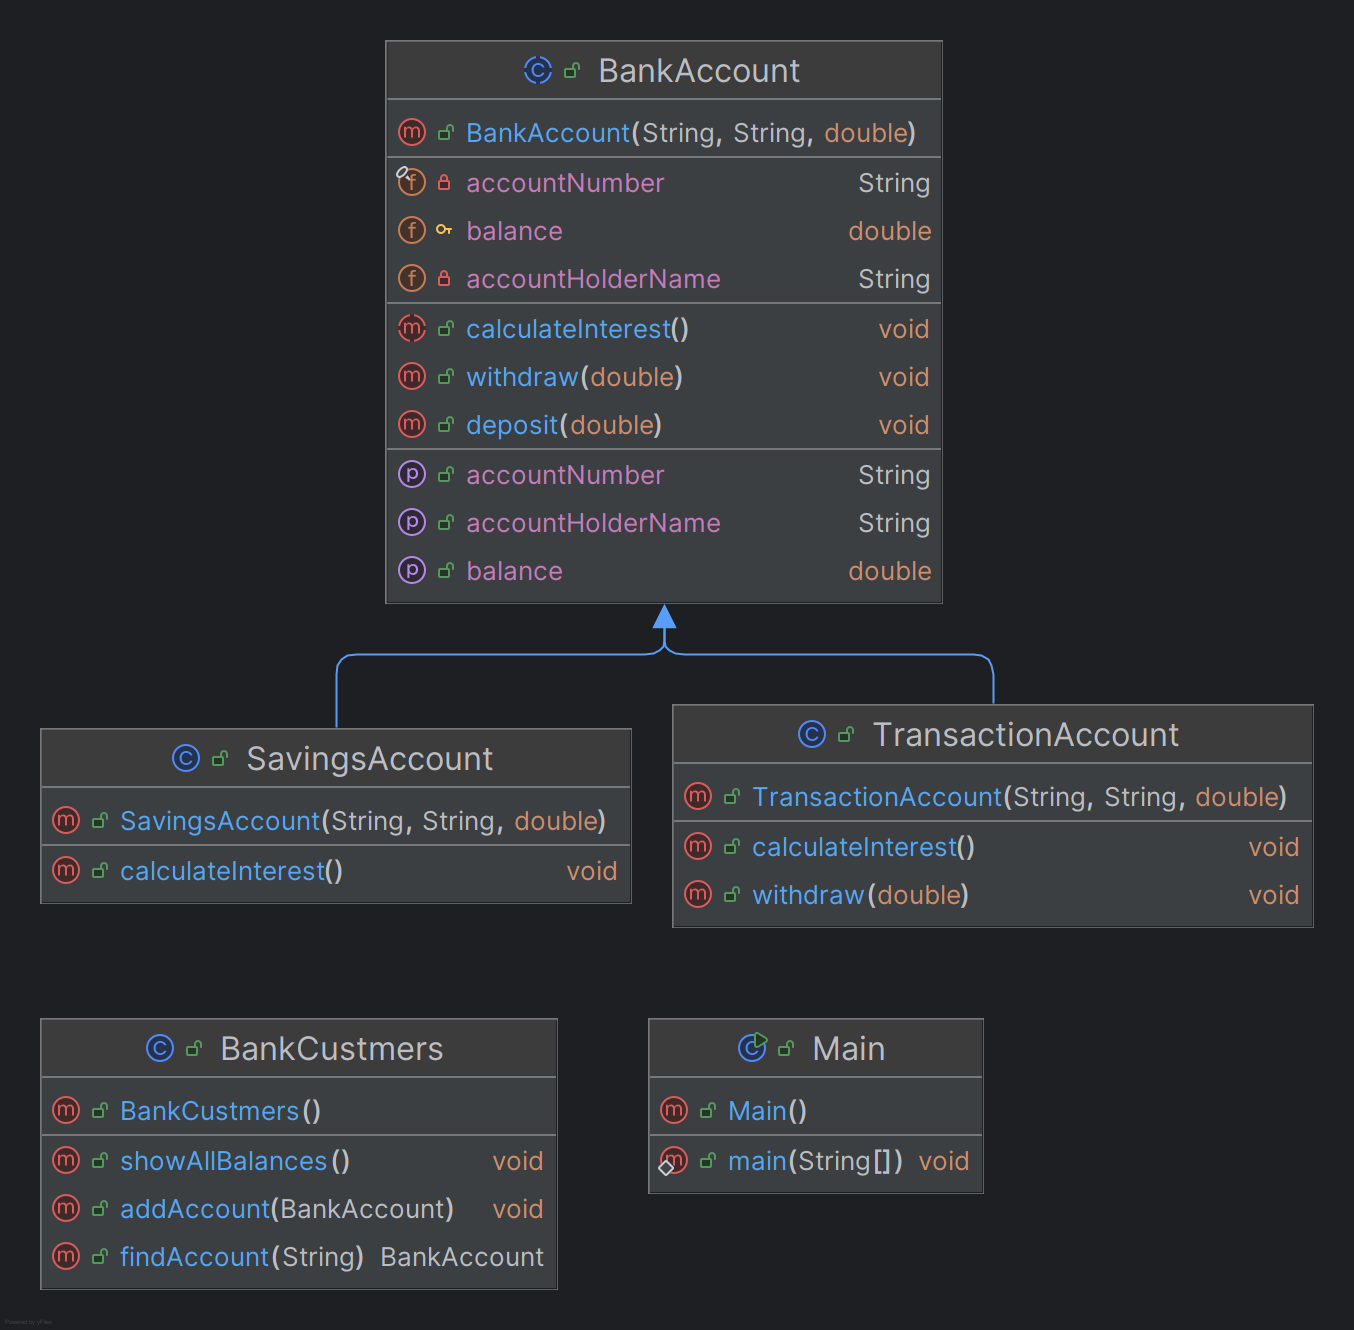 BankAccount
BankAccount(String, String, double)
accountNumber String
balance double
accountHolderName String
calculateInterest() void
withdraw(double) void
deposit(double) void
accountNumber String
accountHolderName String
balance double
SavingsAccount
SavingsAccount(String, String, double)
calculateInterest() void
TransactionAccount
TransactionAccount(String, String, double)
calculateInterest() void
withdraw(double) void
BankCustmers
BankCustmers()
showAllBalances() void
addAccount(BankAccount) void
findAccount(String) BankAccount
Main
Main()
main(String[]) void
Powered by yFiles